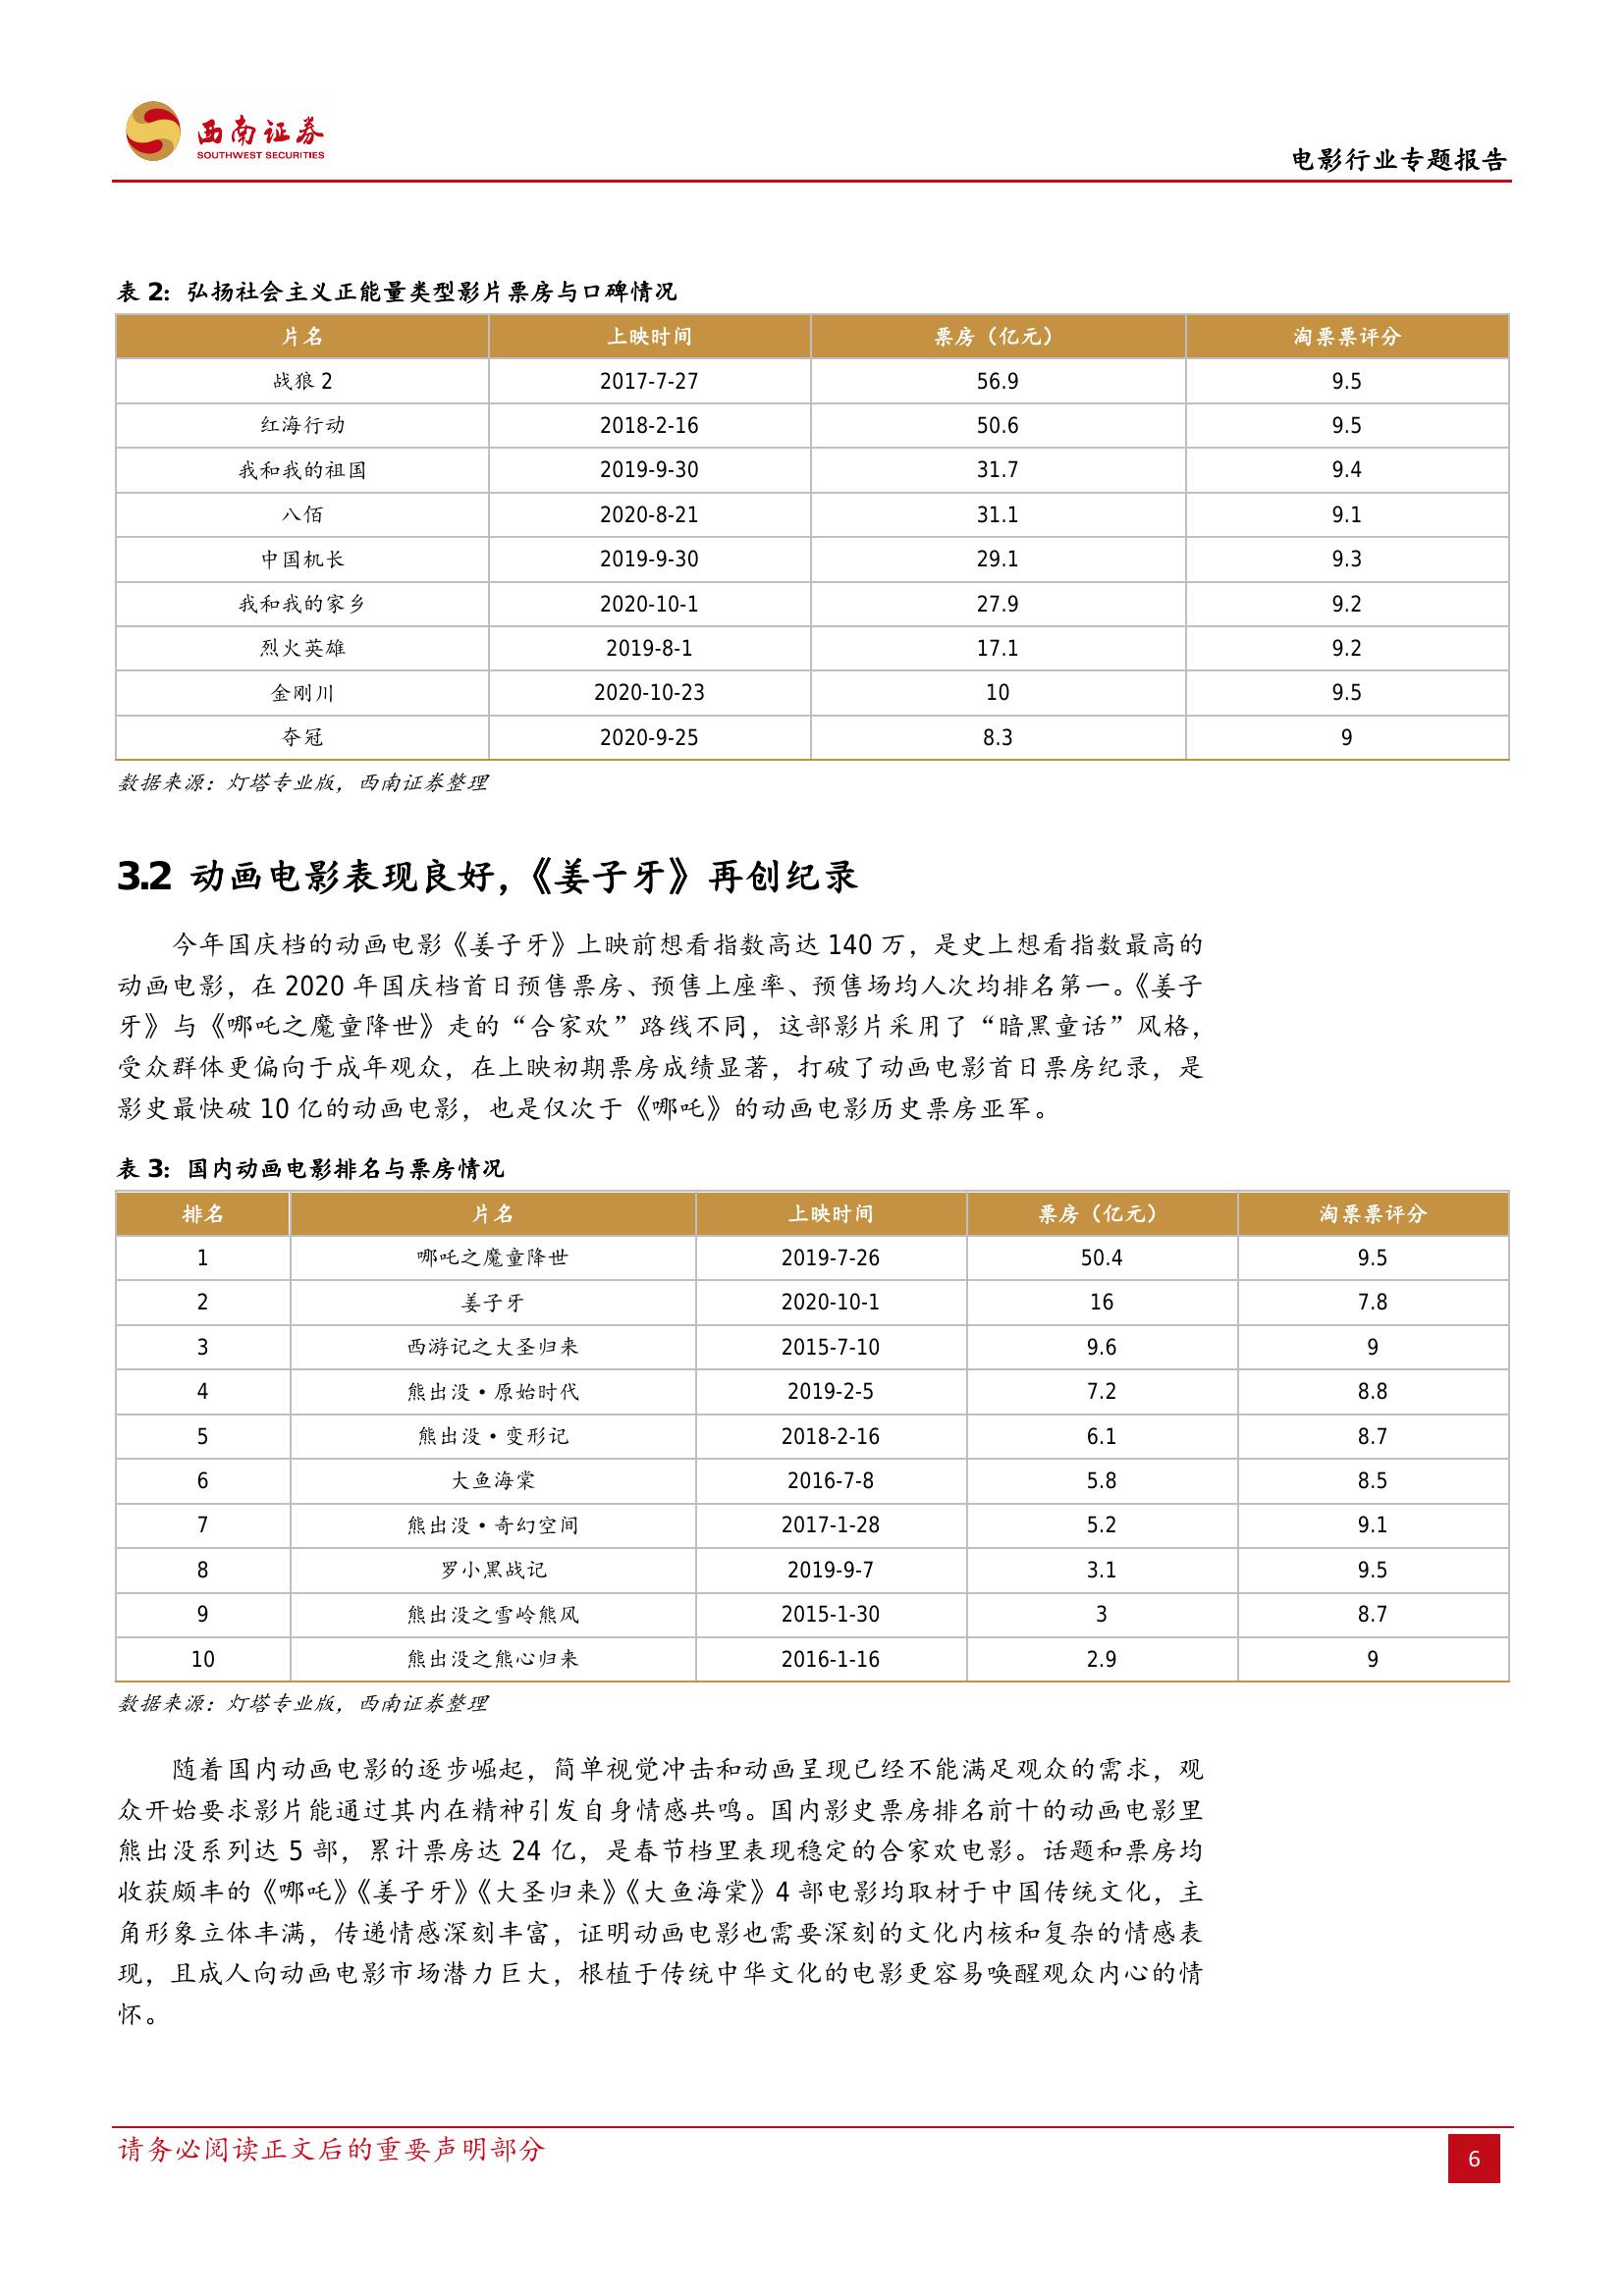 西南证券
SOUTHWEST SECURITIES
电影行业专题报告
表 2：弘扬社会主义正能量类型影片票房与口碑情况
片名 上映时间 票房（亿元） 淘票票评分
战狼 2 2017-7-27 56.9 9.5
红海行动 2018-2-16 50.6 9.5
我和我的祖国 2019-9-30 31.7 9.4
八佰 2020-8-21 31.1 9.1
中国机长 2019-9-30 29.1 9.3
我和我的家乡 2020-10-1 27.9 9.2
烈火英雄 2019-8-1 17.1 9.2
金刚川 2020-10-23 10 9.5
夺冠 2020-9-25 8.3 9
数据来源：灯塔专业版，西南证券整理
3.2 动画电影表现良好，《姜子牙》再创纪录
今年国庆档的动画电影《姜子牙》上映前想看指数高达 140 万，是史上想看指数最高的
动画电影，在 2020 年国庆档首日预售票房、预售上座率、预售场均人次均排名第一。《姜子
牙》与《哪吒之魔童降世》走的“合家欢”路线不同，这部影片采用了“暗黑童话”风格，
受众群体更偏向于成年观众，在上映初期票房成绩显著，打破了动画电影首日票房纪录，是
影史最快破 10 亿的动画电影，也是仅次于《哪吒》的动画电影历史票房亚军。
表 3：国内动画电影排名与票房情况
排名 片名 上映时间 票房（亿元） 淘票票评分
1 哪吒之魔童降世 2019-7-26 50.4 9.5
2 姜子牙 2020-10-1 16 7.8
3 西游记之大圣归来 2015-7-10 9.6 9
4 熊出没·原始时代 2019-2-5 7.2 8.8
5 熊出没·变形记 2018-2-16 6.1 8.7
6 大鱼海棠 2016-7-8 5.8 8.5
7 熊出没·奇幻空间 2017-1-28 5.2 9.1
8 罗小黑战记 2019-9-7 3.1 9.5
9 熊出没之雪岭熊风 2015-1-30 3 8.7
10 熊出没之熊心归来 2016-1-16 2.9 9
数据来源：灯塔专业版，西南证券整理
随着国内动画电影的逐步崛起，简单视觉冲击和动画呈现已经不能满足观众的需求，观
众开始要求影片能通过其内在精神引发自身情感共鸣。国内影史票房排名前十的动画电影里
熊出没系列达 5 部，累计票房达 24 亿，是春节档里表现稳定的合家欢电影。话题和票房均
收获颇丰的《哪吒》《姜子牙》《大圣归来》《大鱼海棠》4 部电影均取材于中国传统文化，主
角形象立体丰满，传递情感深刻丰富，证明动画电影也需要深刻的文化内核和复杂的情感表
现，且成人向动画电影市场潜力巨大，根植于传统中华文化的电影更容易唤醒观众内心的情
怀。
请务必阅读正文后的重要声明部分
6